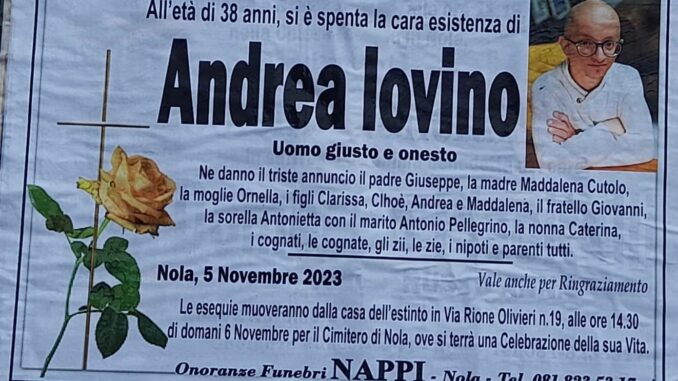 All'età di 38 anni, si è spenta la cara esistenza di
Andrea Iovino
Uomo giusto e onesto
Ne danno il triste annuncio il padre Giuseppe, la madre Maddalena Cutolo,
la moglie Ornella, i figli Clarissa, Clhoè, Andrea e Maddalena, il fratello Giovanni,
la sorella Antonietta con il marito Antonio Pellegrino, la nonna Caterina,
i cognati, le cognate, gli zii, le zie, i nipoti e parenti tutti.
Nola, 5 Novembre 2023
Vale anche per Ringraziamento
Le esequie muoveranno dalla casa dell'estinto in Via Rione Olivieri n.19, alle ore 14.30
di domani 6 Novembre per il Cimitero di Nola, ove si terrà una Celebrazione della sua Vita.
Onoranze Funebri NAPPI - Nola - Tel. 081.823.52.17